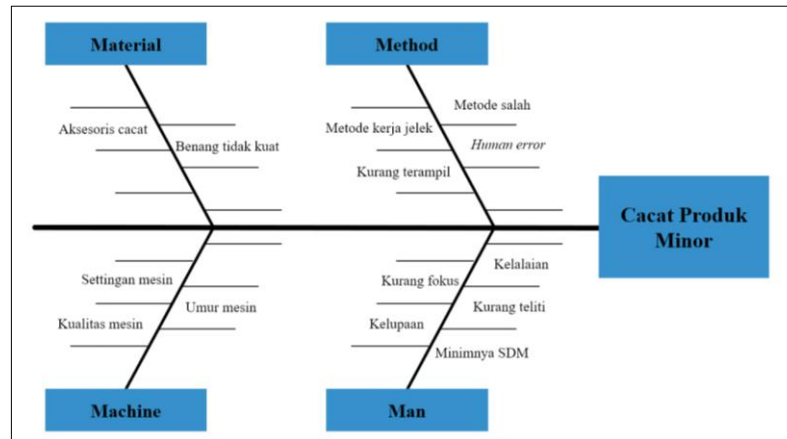 Material
Method
Metode salah
Aksesoris cacat
Metode kerja jelek
Benang tidak kuat
Human error
Kurang terampil
Cacat Produk
Minor
Kelalaian
Settingan mesin
Kurang fokus
Umur mesin
Kurang teliti
Kualitas mesin
Kelupaan
Minimnya SDM
Machine
Man